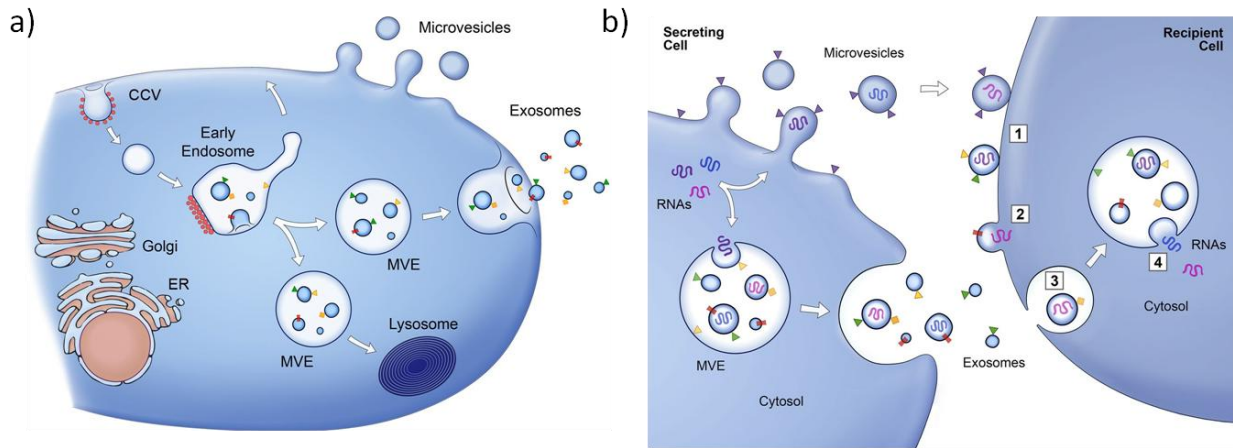 a)
Microvesicles
CCV
Exosomes
Early
Endosome
MVE
Golgi
ER
MVE
Lysosome
b)
Secreting
Cell
Microvesicles
Recipient
Cell
1
RNAs
2
RNAs
4
3
MVE
Exosomes
Cytosol
Cytosol